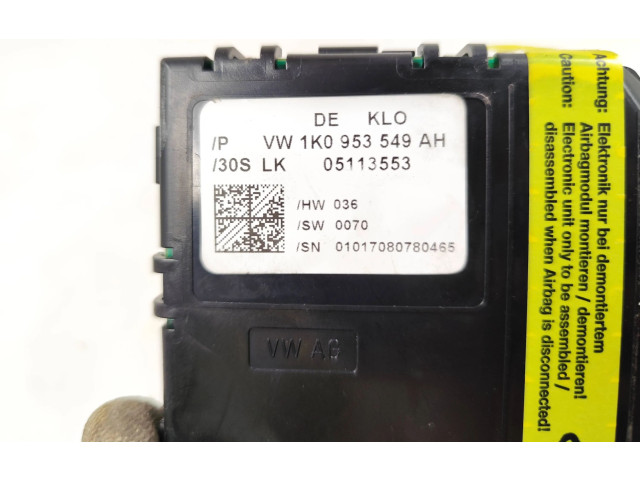 DE KLO
/P VW 1K0 953 549 AH
/30S LK 05113553
/HW 036
/SW 0070
/SN 01017080780465
VW AG
Achtung: Elektronik nur bei demontiertem
Airbagmodul montieren / demontieren!
Caution: Electronic unit only to be assembled /
disassembled when Airbag is disconnected!